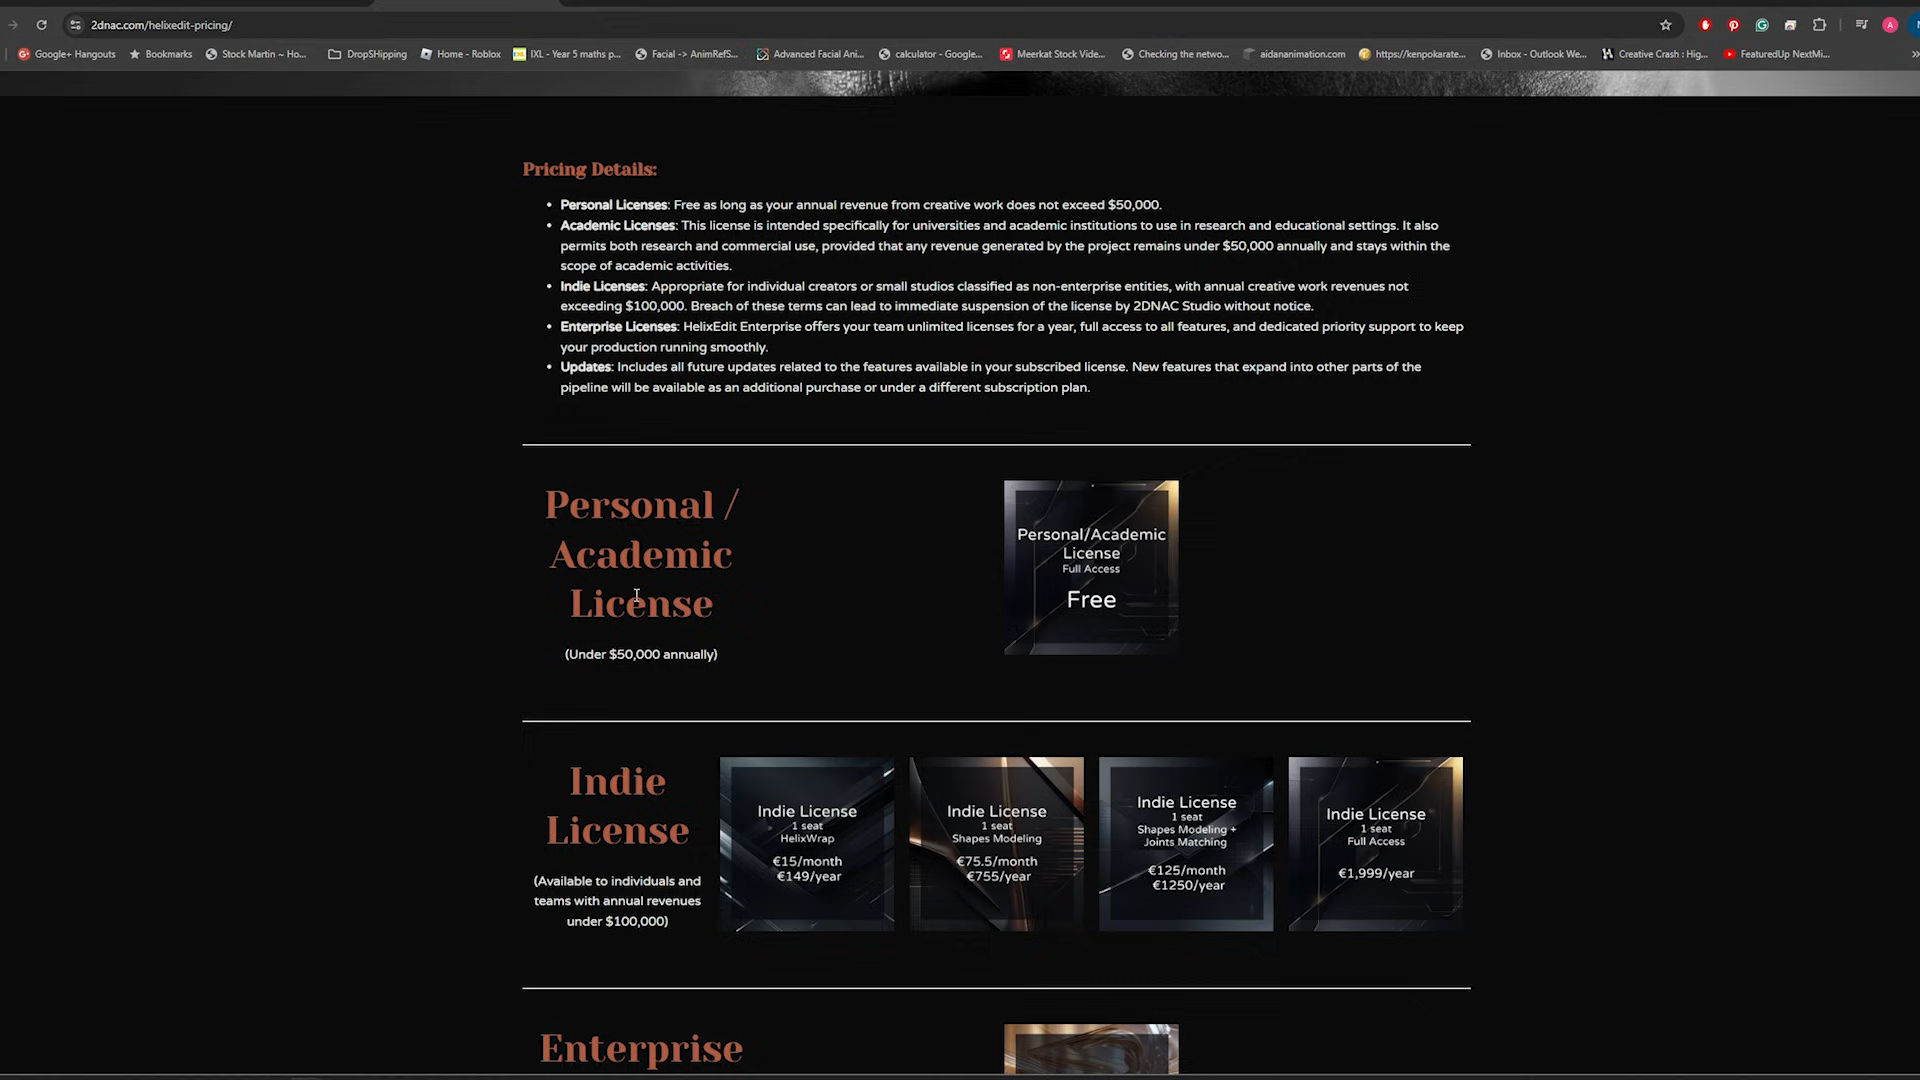 2dnac.com/helixedit-pricing/
Google+ Hangouts
Bookmarks
Stock Martin ~ Ho...
DropSHipping
Home - Roblox
IXL - Year 5 maths p...
Facial -> AnimRefS...
Advanced Facial Ani...
calculator - Google...
Meerkat Stock Vide...
Checking the netwo...
aidananimation.com
https://kenpokarate...
Inbox - Outlook We...
Creative Crash : Hig...
FeaturedUp NextMi...
Pricing Details:
• Personal Licenses: Free as long as your annual revenue from creative work does not exceed $50,000.
• Academic Licenses: This license is intended specifically for universities and academic institutions to use in research and educational settings. It also
permits both research and commercial use, provided that any revenue generated by the project remains under $50,000 annually and stays within the
scope of academic activities.
• Indie Licenses: Appropriate for individual creators or small studios classified as non-enterprise entities, with annual creative work revenues not
exceeding $100,000. Breach of these terms can lead to immediate suspension of the license by 2DNAC Studio without notice.
• Enterprise Licenses: HelixEdit Enterprise offers your team unlimited licenses for a year, full access to all features, and dedicated priority support to keep
your production running smoothly.
• Updates: Includes all future updates related to the features available in your subscribed license. New features that expand into other parts of the
pipeline will be available as an additional purchase or under a different subscription plan.
Personal /
Academic
License
(Under $50,000 annually)
Personal/Academic
License
Full Access
Free
Indie
License
(Available to individuals and
teams with annual revenues
under $100,000)
Indie License
1 seat
HelixWrap
€15/month
€149/year
Indie License
1 seat
Shapes Modeling
€75.5/month
€755/year
Indie License
1 seat
Shapes Modeling +
Joints Matching
€125/month
€1250/year
Indie License
1 seat
Full Access
€1,999/year
Enterprise